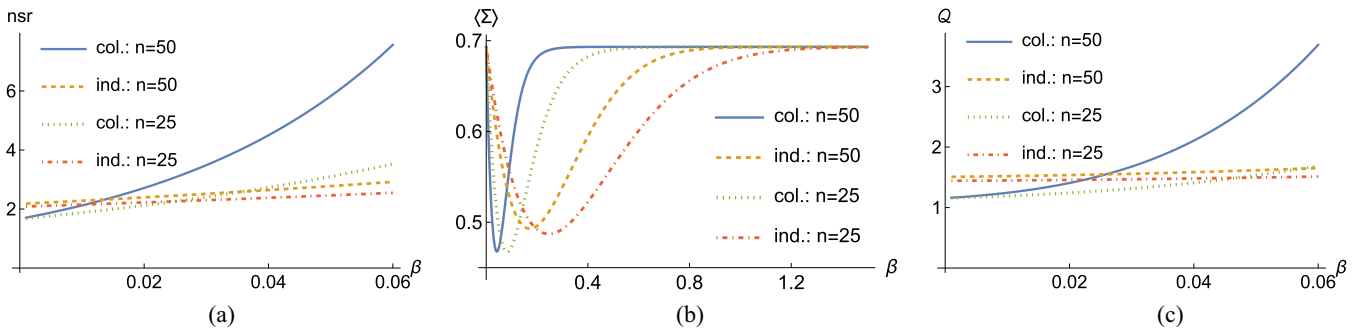 nsr
col.: n=50
ind.: n=50
col.: n=25
ind.: n=25
6
4
2
0.02
0.04
0.06
β
(a)
⟨Σ⟩
0.7
0.6
0.5
col.: n=50
ind.: n=50
col.: n=25
ind.: n=25
0.4
0.8
1.2
β
(b)
Q
col.: n=50
ind.: n=50
col.: n=25
ind.: n=25
3
2
1
0.02
0.04
0.06
β
(c)